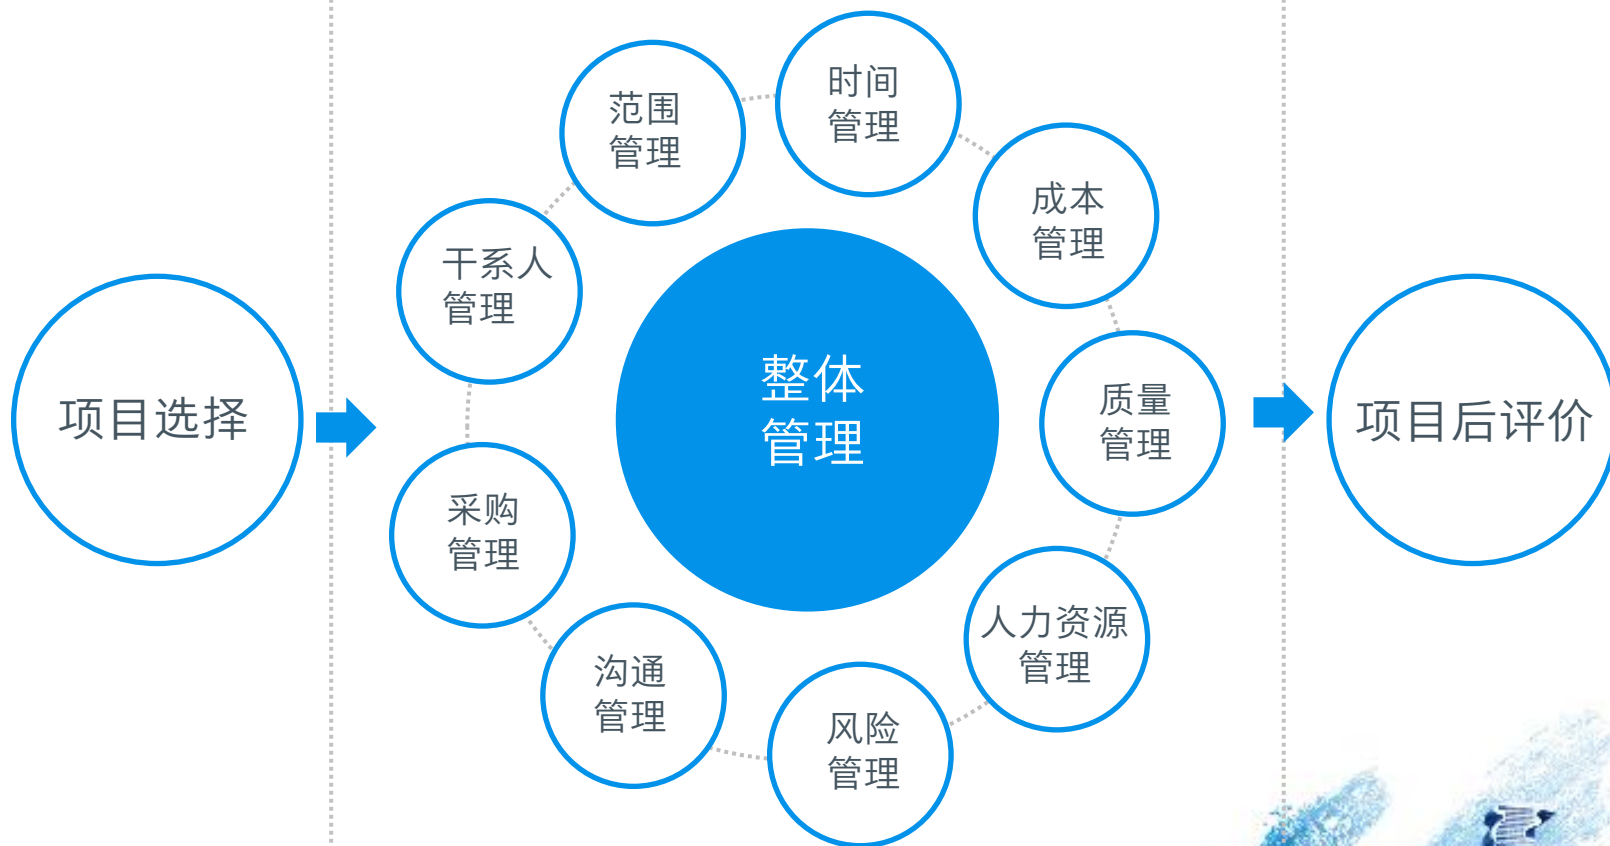 项目选择
范围
管理
时间
管理
成本
管理
质量
管理
人力资源
管理
风险
管理
沟通
管理
采购
管理
干系人
管理
整体
管理
项目后评价